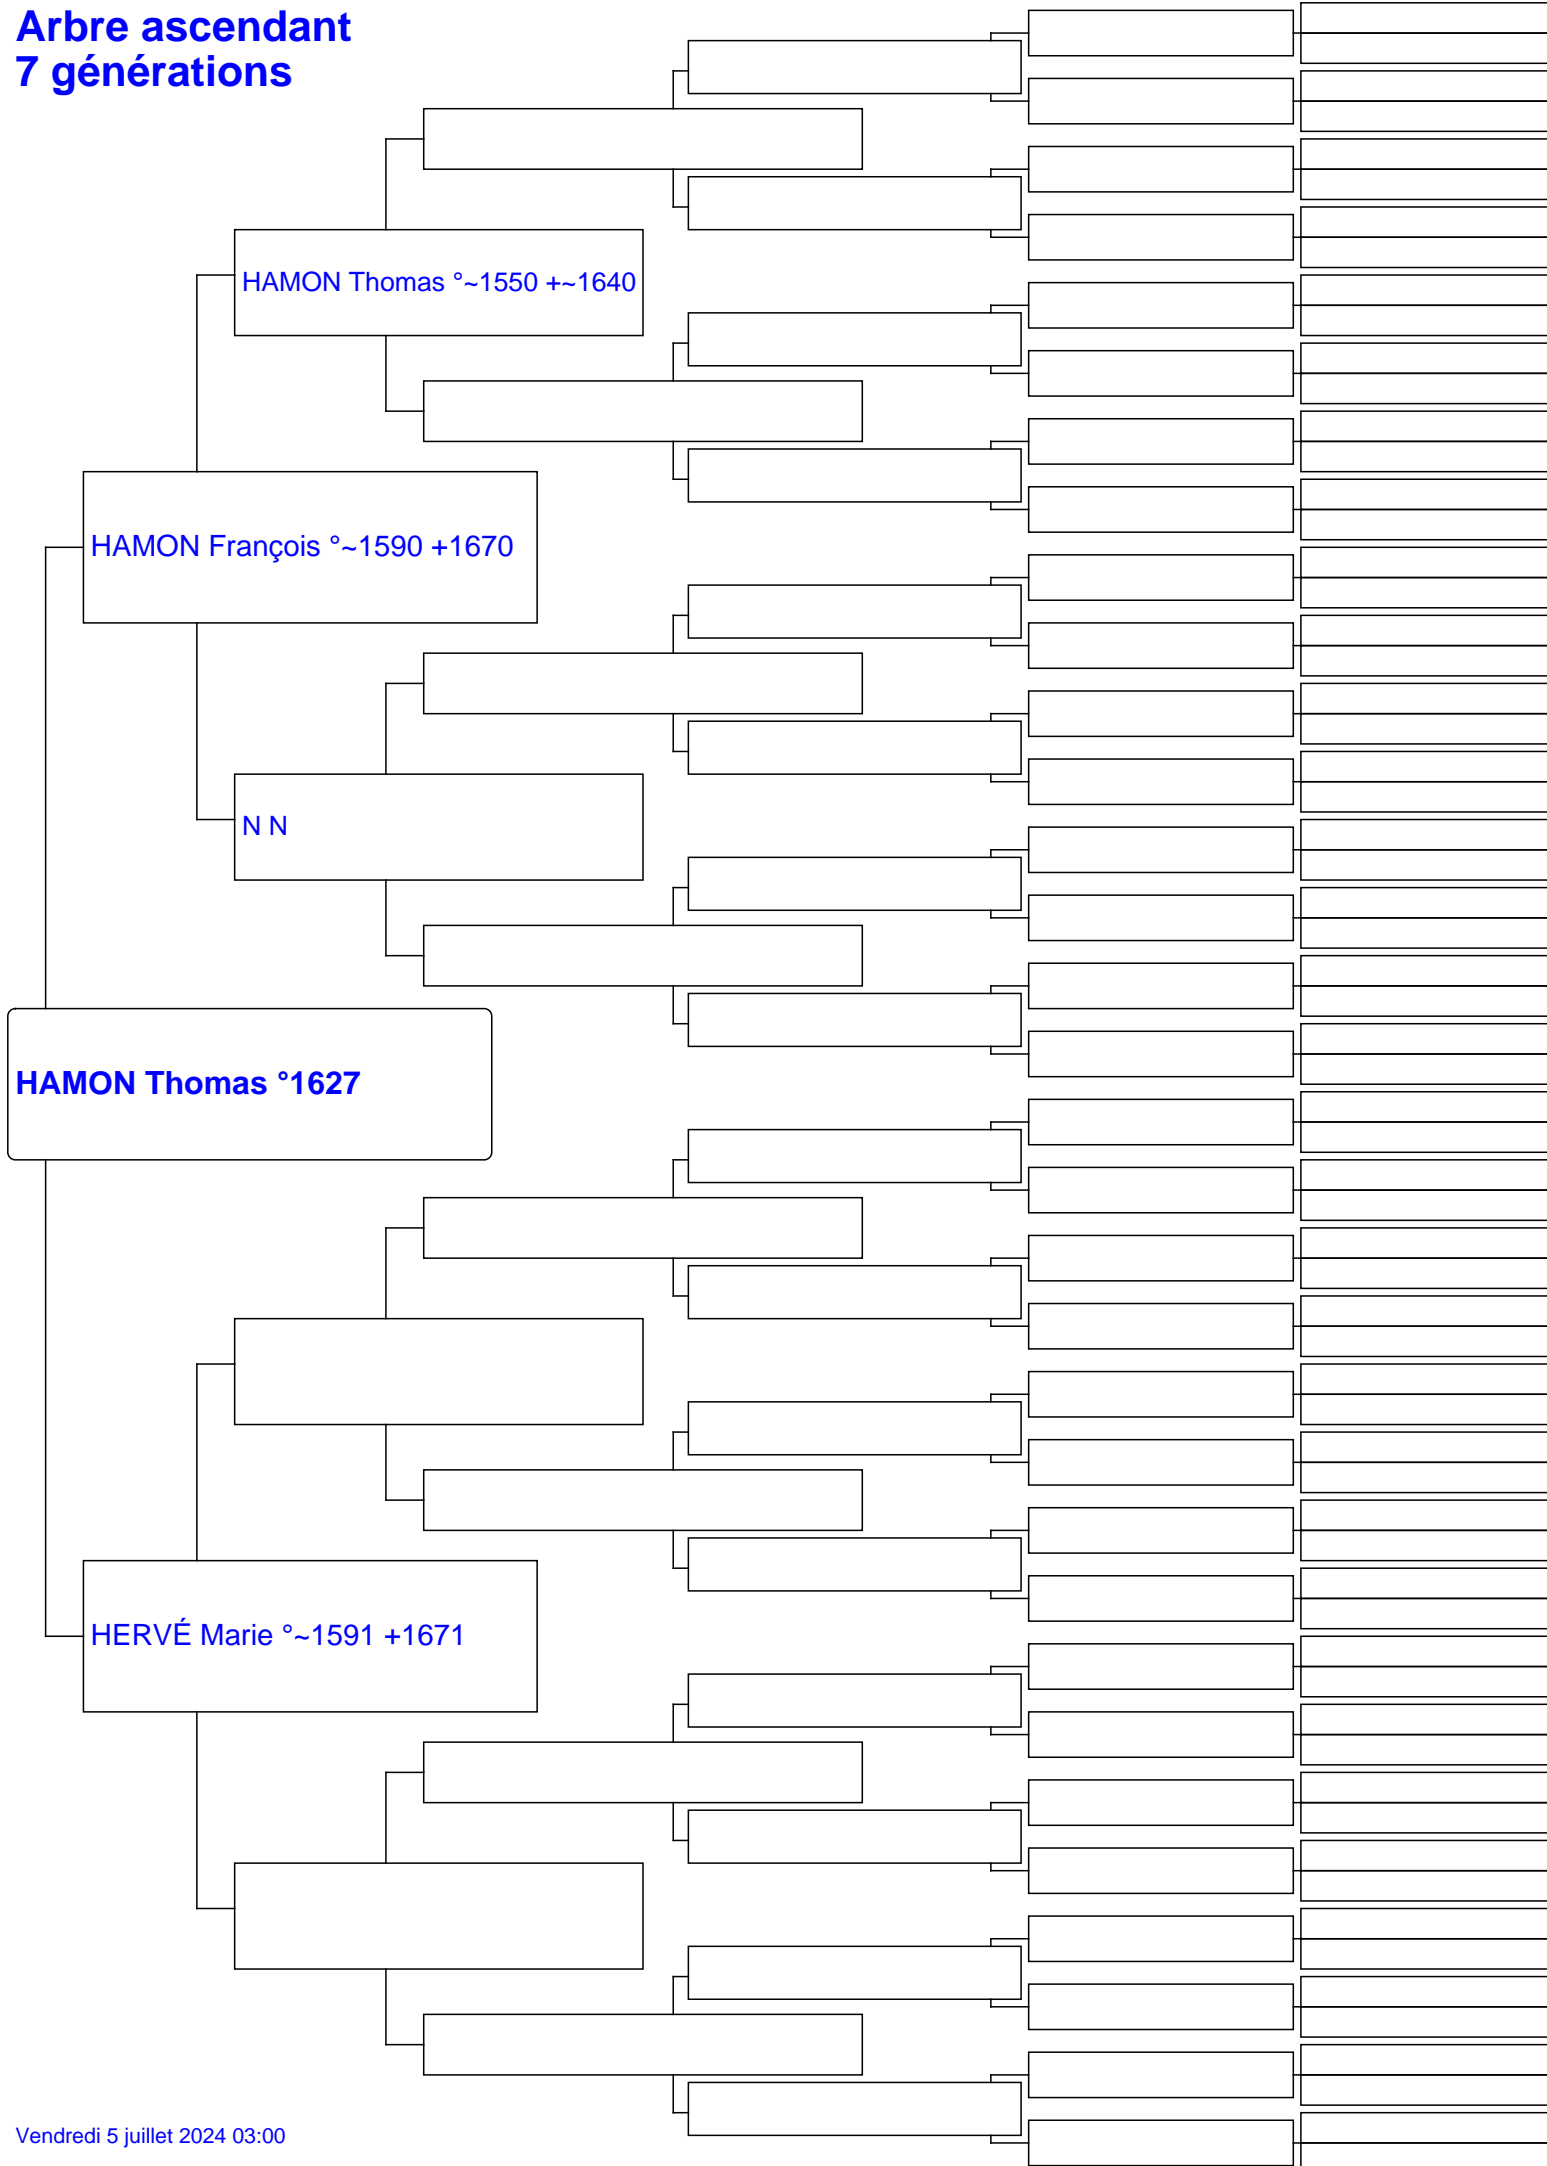 Arbre ascendant
7 générations
HAMON Thomas °~1550 +~1640
HAMON François °~1590 +1670
N N
HAMON Thomas °1627
HERVÉ Marie °~1591 +1671
Vendredi 5 juillet 2024 03:00